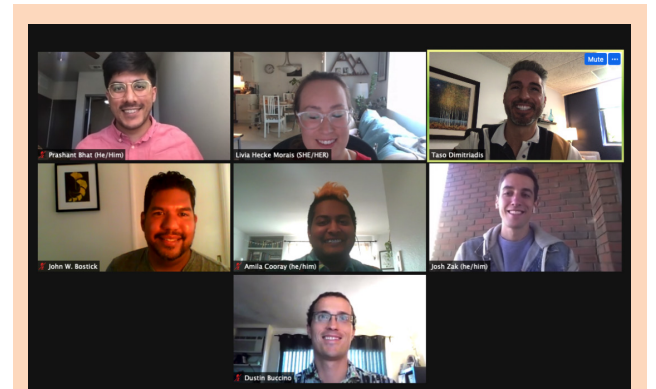 Mute ...
Prashant Bhat (He/Him)
Livia Hecke Morais (SHE/HER)
Taso Dimitriadis
John W. Bostick
Amila Cooray (he/him)
Josh Zak (he/him)
Dustin Buccino